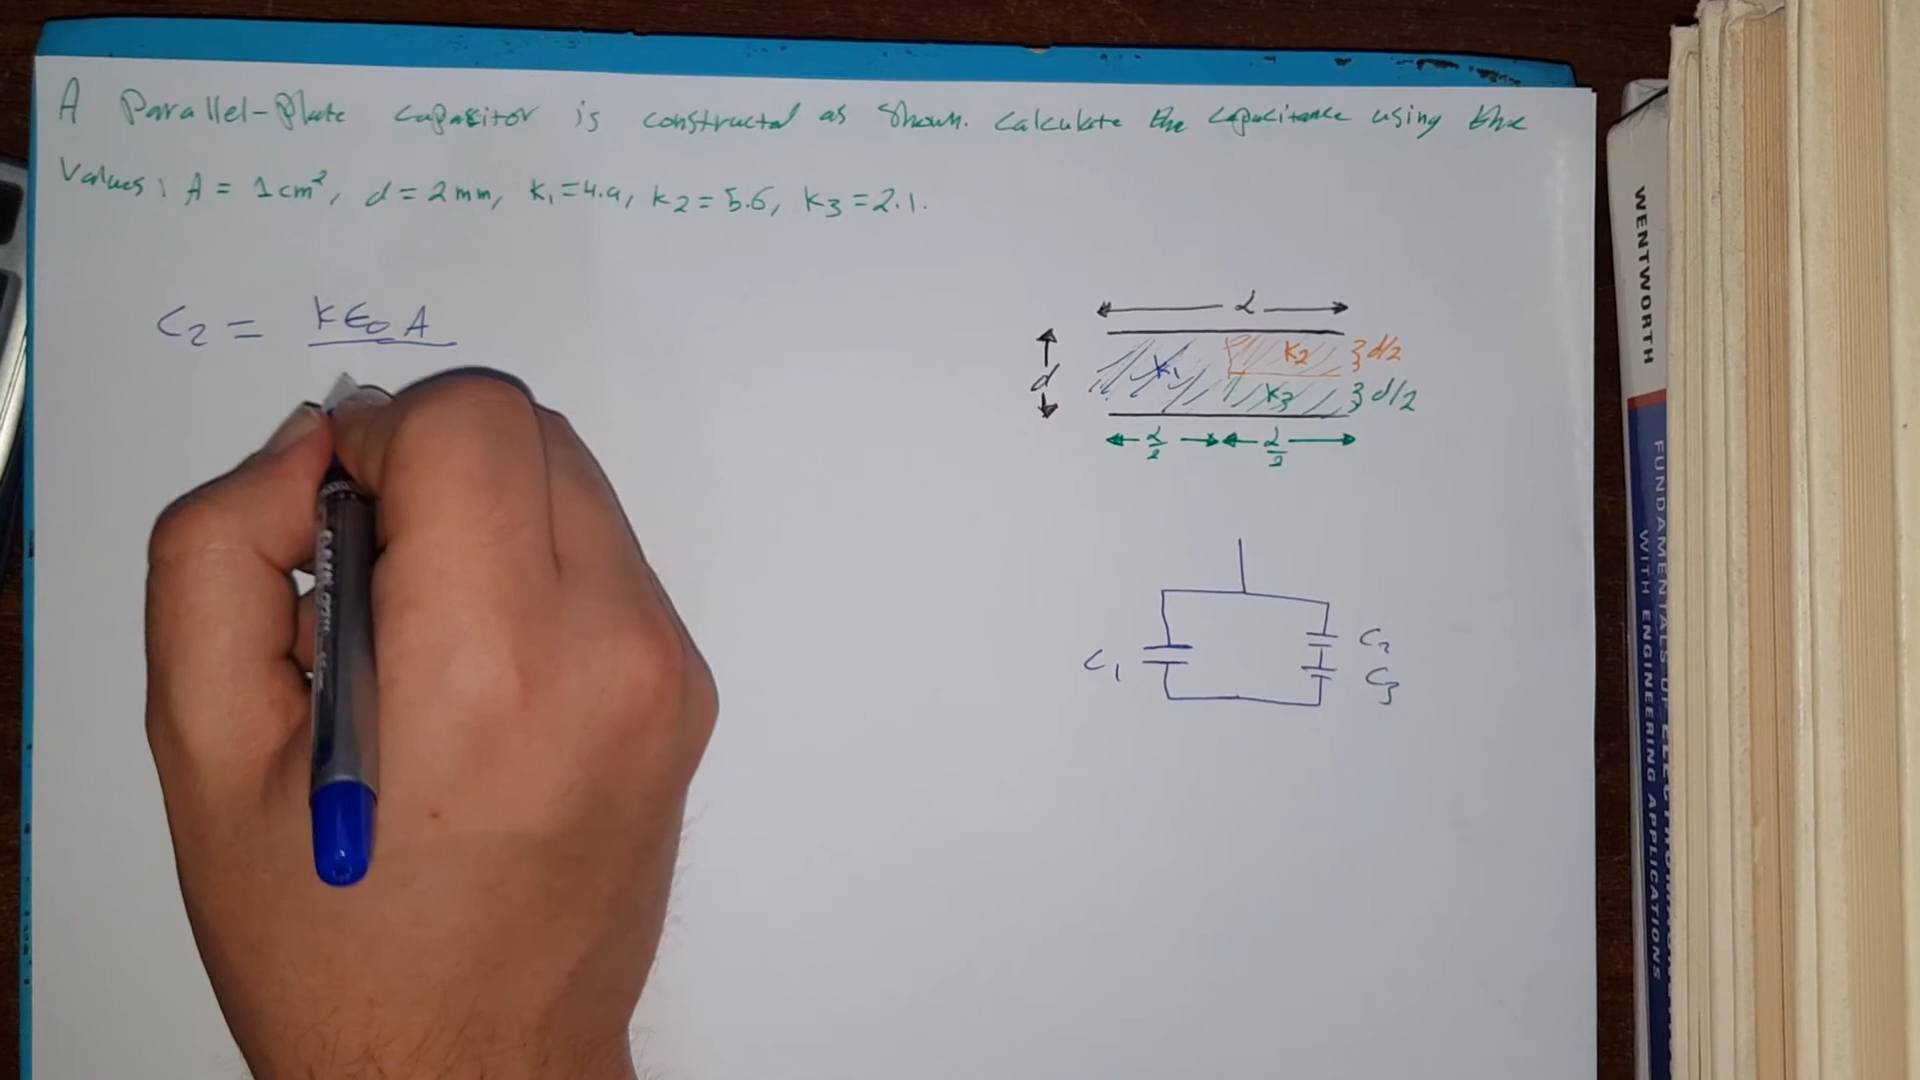 A Parallel-Plate capacitor is constructed as shown. calculate the capacitance using the
Values: A = 1cm², d = 2mm, k₁=4.9, k₂=5.6, k₃=2.1.
C₂ = kϵ₀A
L
d
k₁
k₂
k₃
d/2
d/2
L/2
L/2
C₁
C₂
C₃
WENTWORTH
FUNDAMENTALS OF
WITH ENGINEERING APPLICATIONS